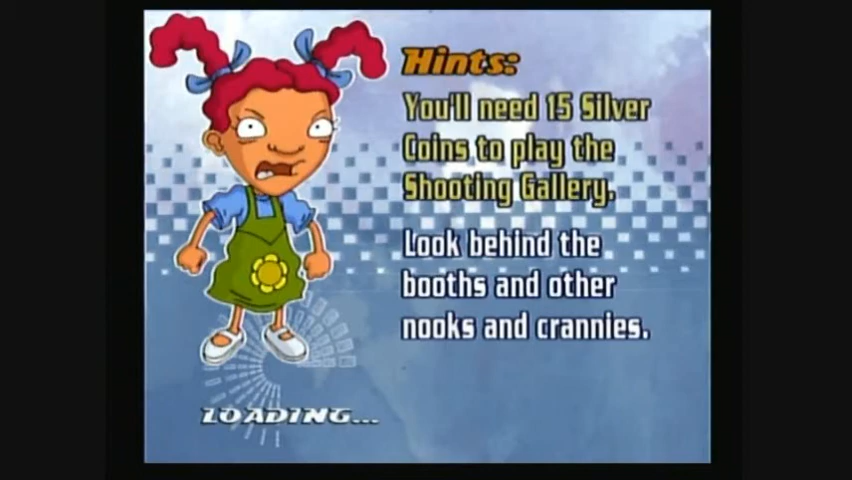 Hints:
You'll need 15 Silver
Coins to play the
Shooting Gallery.
Look behind the
booths and other
nooks and crannies.
LOADING...